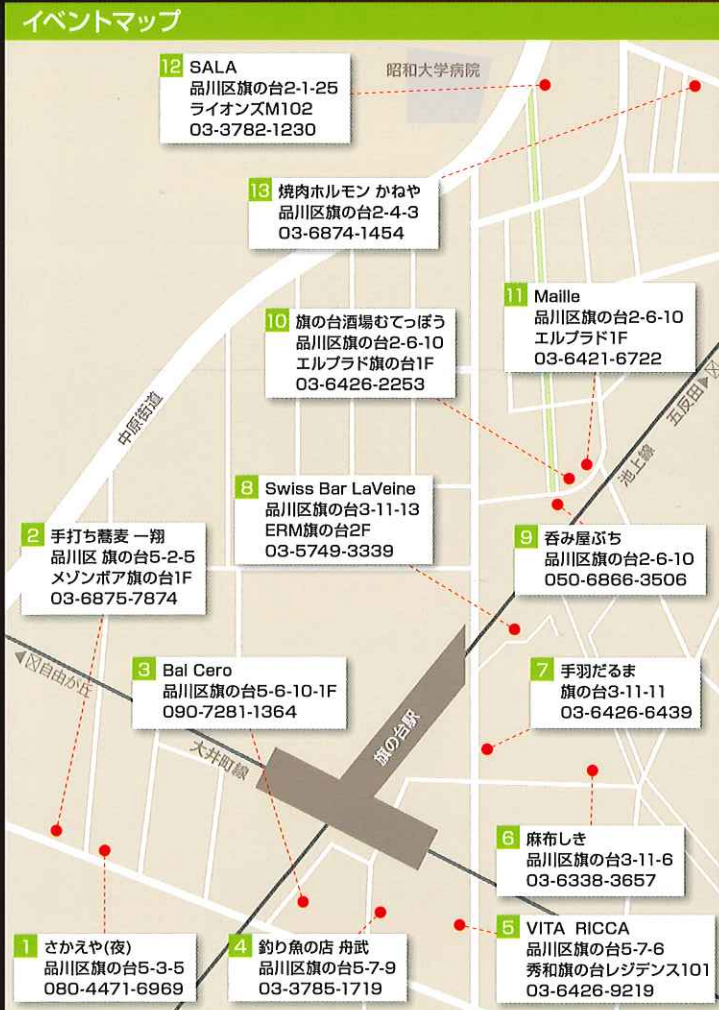 イベントマップ
12 SALA
品川区旗の台2-1-25
ライオンズM102
03-3782-1230
昭和大学病院
13 焼肉ホルモン かねや
品川区旗の台2-4-3
03-6874-1454
10 旗の台酒場むてっぽう
品川区旗の台2-6-10
エルプラド旗の台1F
03-6426-2253
11 Maille
品川区旗の台2-6-10
エルプラド1F
03-6421-6722
中原街道
五反田▶
池上線
8 Swiss Bar LaVeine
品川区旗の台3-11-13
ERM旗の台2F
03-5749-3339
2 手打ち蕎麦 一翔
品川区 旗の台5-2-5
メゾンボア旗の台1F
03-6875-7874
9 呑み屋ぶち
品川区旗の台2-6-10
050-6866-3506
◀自由が丘
3 Bal Cero
品川区旗の台5-6-10-1F
090-7281-1364
7 手羽だるま
旗の台3-11-11
03-6426-6439
大井町線
旗の台駅
6 麻布しき
品川区旗の台3-11-6
03-6338-3657
1 さかえや(夜)
品川区旗の台5-3-5
080-4471-6969
4 釣り魚の店 舟武
品川区旗の台5-7-9
03-3785-1719
5 VITA RICCA
品川区旗の台5-7-6
秀和旗の台レジデンス101
03-6426-9219